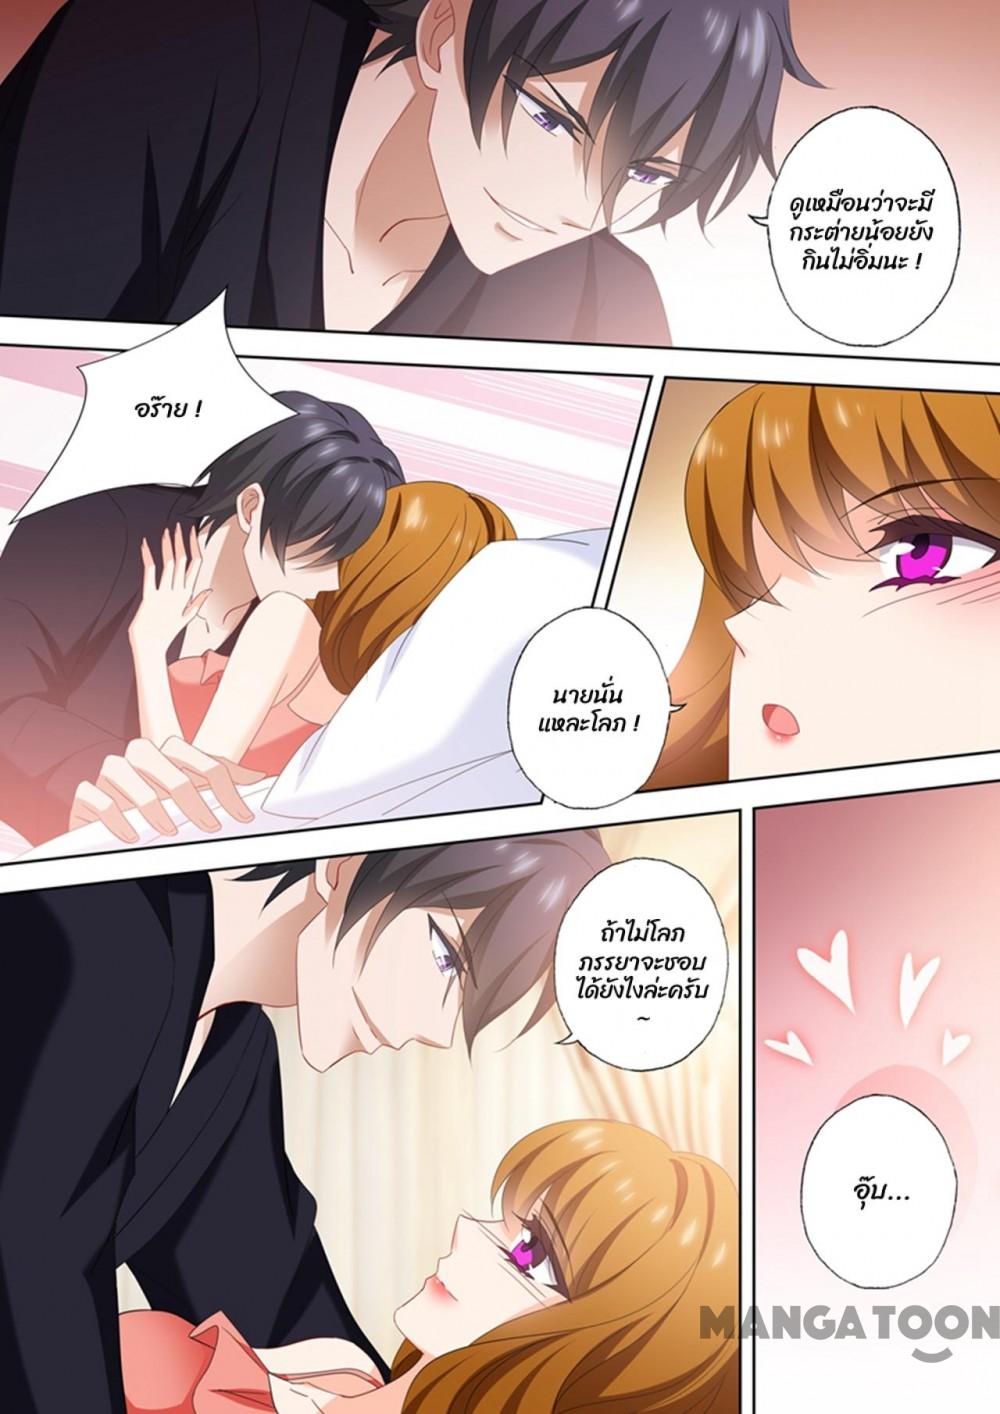 ดูเหมือนว่าจะมี
กระต่ายน้อยยัง
กินไม่อิ่มนะ !
อร๊าย !
นายนั่น
แหละโลภ !
ถ้าไม่โลภ
ภรรยาจะชอบ
ได้ยังไงล่ะครับ
~
อุ๊บ...
MANGATOON